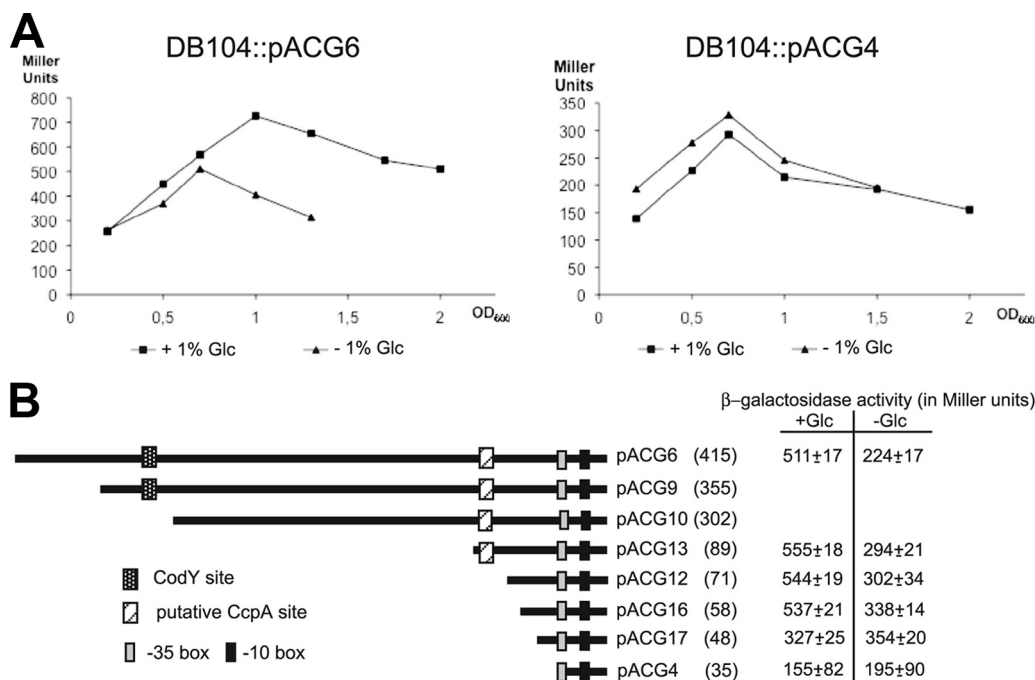 A
DB104::pACG6
DB104::pACG4
Miller
Units
800
700
600
500
400
300
200
100
0
0
0,5
1
1,5
2
OD600
+ 1% Glc
- 1% Glc
Miller
Units
350
300
250
200
150
100
50
0
0
0,5
1
1,5
2
OD600
+ 1% Glc
- 1% Glc
B
β-galactosidase activity (in Miller units)
+Glc -Glc
pACG6 (415) 511±17 224±17
pACG9 (355)
pACG10 (302)
pACG13 (89) 555±18 294±21
pACG12 (71) 544±19 302±34
pACG16 (58) 537±21 338±14
pACG17 (48) 327±25 354±20
pACG4 (35) 155±82 195±90
CodY site
putative CcpA site
-35 box -10 box